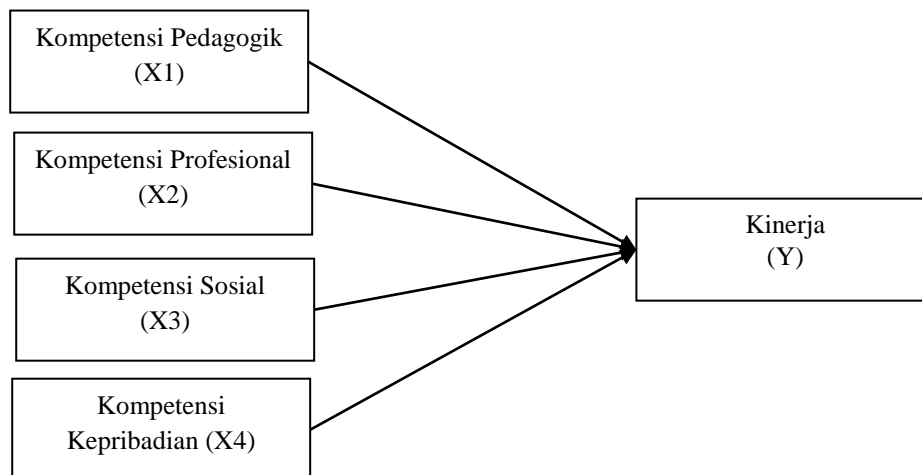 Kompetensi Pedagogik
(X1)
Kompetensi Profesional
(X2)
Kinerja
(Y)
Kompetensi Sosial
(X3)
Kompetensi
Kepribadian (X4)